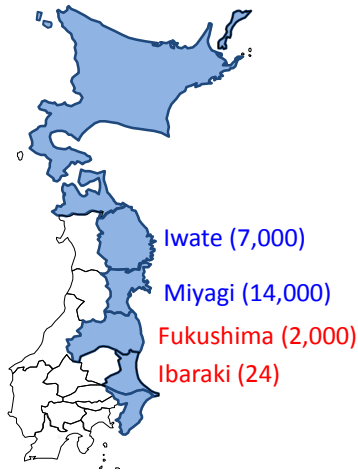 Iwate (7,000)
Miyagi (14,000)
Fukushima (2,000)
Ibaraki (24)